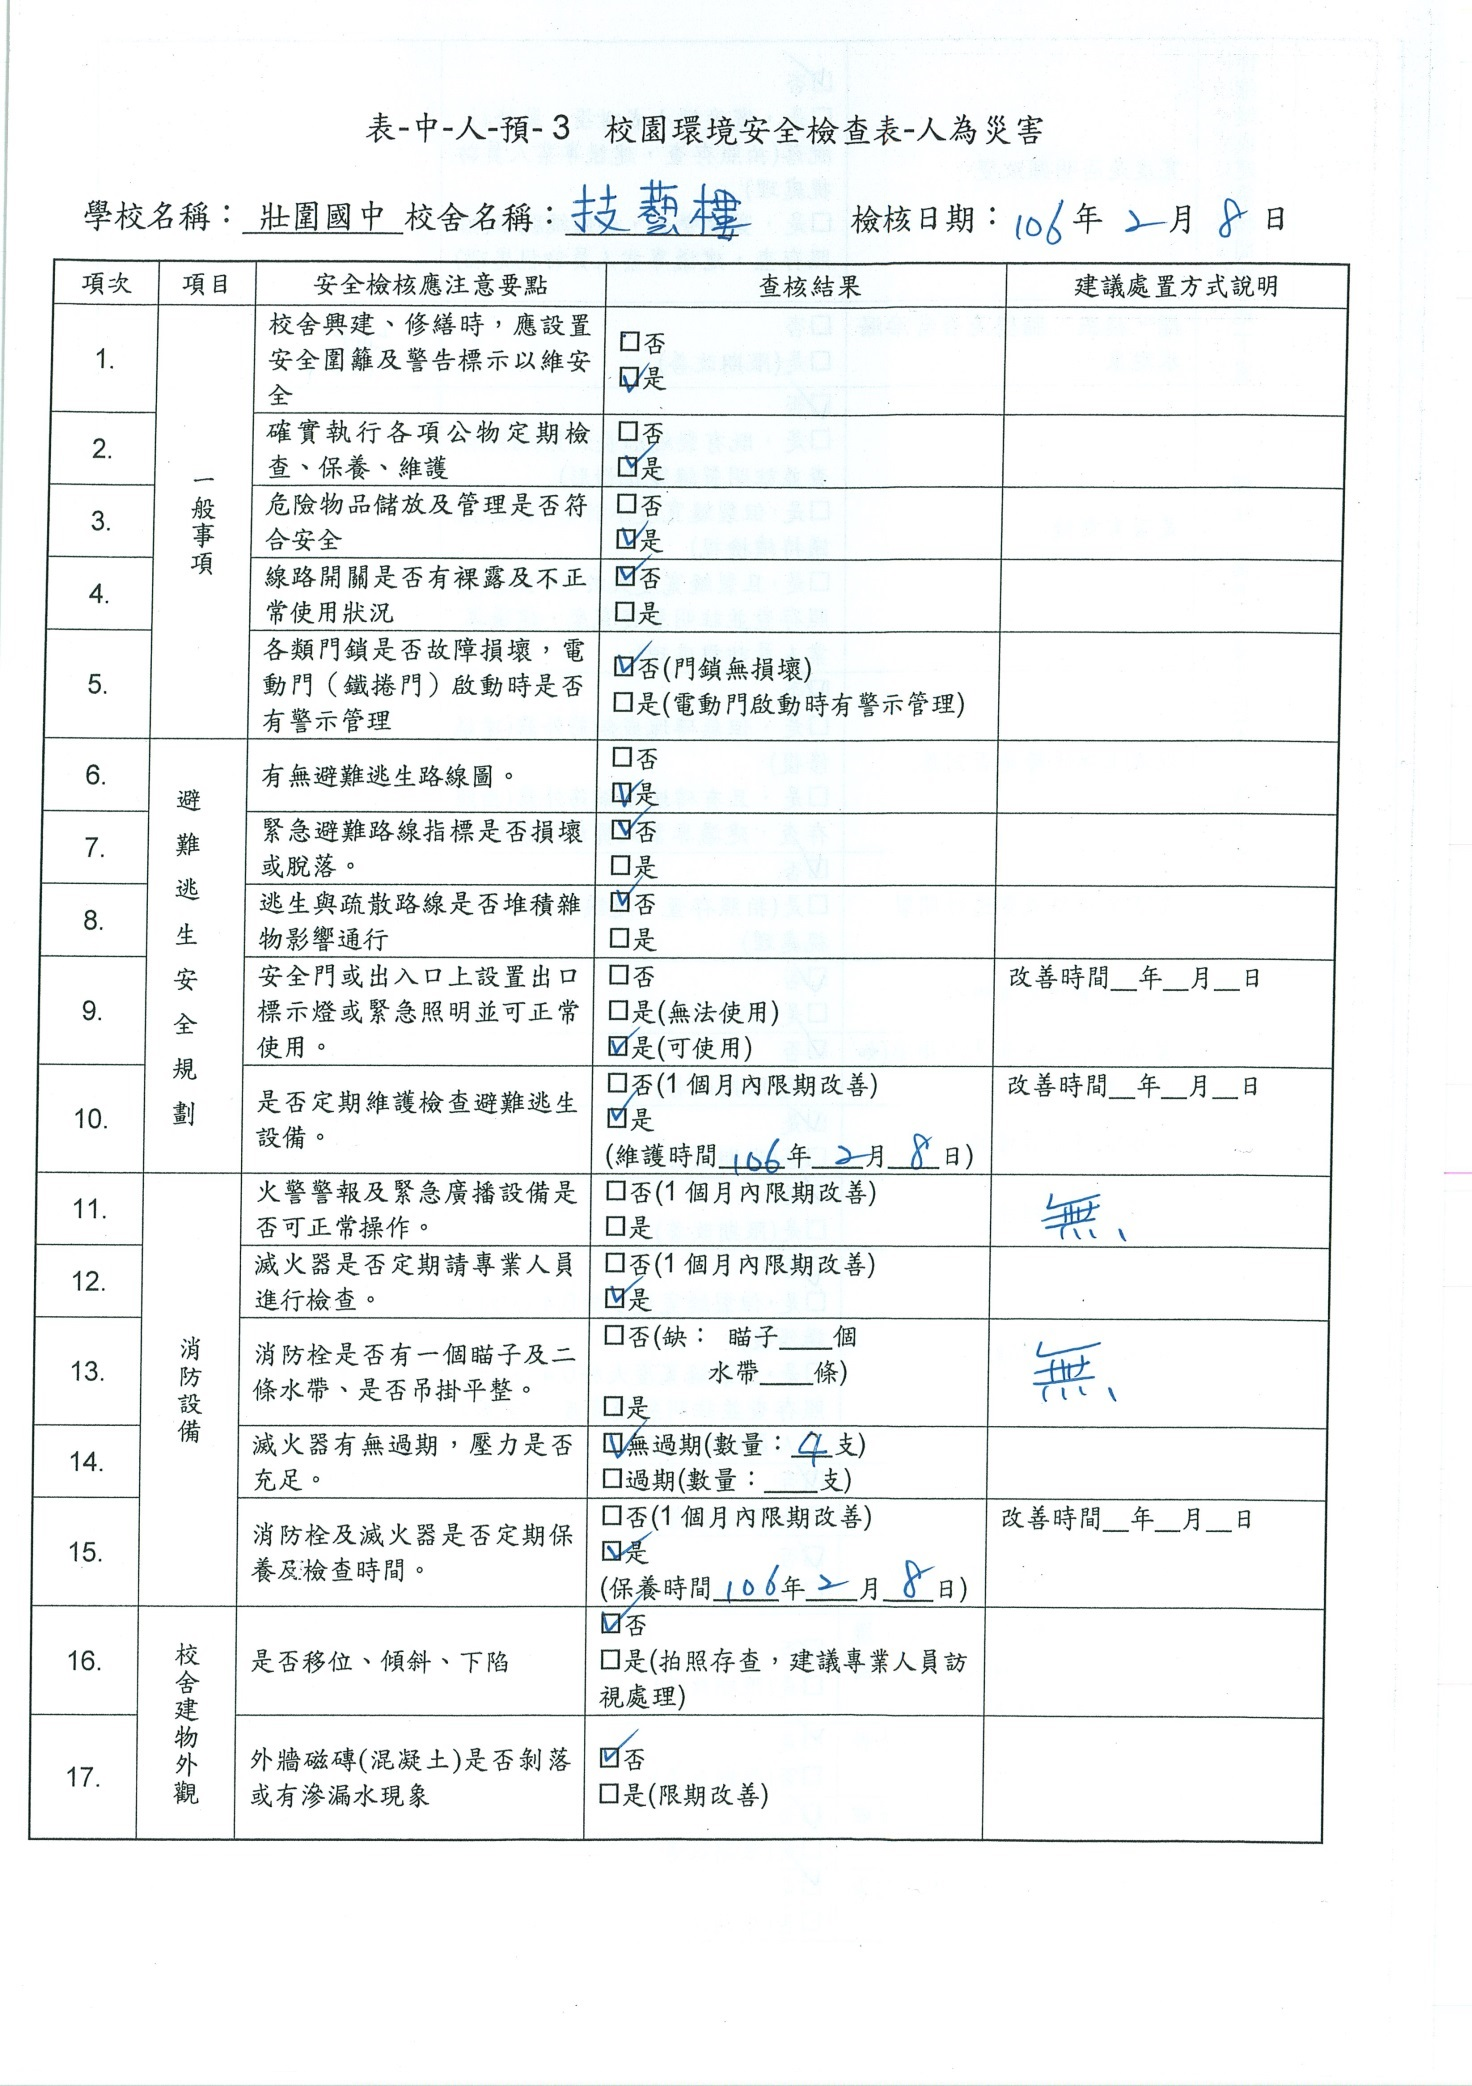 表-中-人-預-3 校園環境安全檢查表-人為災害
學校名稱： 壯圍國中 校舍名稱：技藝樓 檢核日期：106年2月8日
項次 項目 安全檢核應注意要點 查核結果 建議處置方式說明
一般事項
1. 校舍興建、修繕時，應設置
安全圍籬及警告標示以維安
全
□否
☑是
2. 確實執行各項公物定期檢
查、保養、維護
□否
☑是
3. 危險物品儲放及管理是否符
合安全
□否
☑是
4. 線路開關是否有裸露及不正
常使用狀況
☑否
□是
5. 各類門鎖是否故障損壞，電
動門（鐵捲門）啟動時是否
有警示管理
☑否(門鎖無損壞)
□是(電動門啟動時有警示管理)
避難逃生安全規劃
6. 有無避難逃生路線圖。
□否
☑是
7. 緊急避難路線指標是否損壞
或脫落。
☑否
□是
8. 逃生與疏散路線是否堆積雜
物影響通行
☑否
□是
9. 安全門或出入口上設置出口
標示燈或緊急照明並可正常
使用。
□否
□是(無法使用)
☑是(可使用)
改善時間__年__月__日
10. 是否定期維護檢查避難逃生
設備。
□否(1個月內限期改善)
☑是
(維護時間106年2月8日)
改善時間__年__月__日
消防設備
11. 火警警報及緊急廣播設備是
否可正常操作。
□否(1個月內限期改善)
□是
無、
12. 滅火器是否定期請專業人員
進行檢查。
□否(1個月內限期改善)
☑是
13. 消防栓是否有一個瞄子及二
條水帶、是否吊掛平整。
□否(缺： 瞄子____個
水帶____條)
□是
無、
14. 滅火器有無過期，壓力是否
充足。
☑無過期(數量：4支)
□過期(數量：____支)
15. 消防栓及滅火器是否定期保
養及檢查時間。
□否(1個月內限期改善)
☑是
(保養時間106年2月8日)
改善時間__年__月__日
校舍建物外觀
16. 是否移位、傾斜、下陷
☑否
□是(拍照存查，建議專業人員訪
視處理)
17. 外牆磁磚(混凝土)是否剝落
或有滲漏水現象
☑否
□是(限期改善)